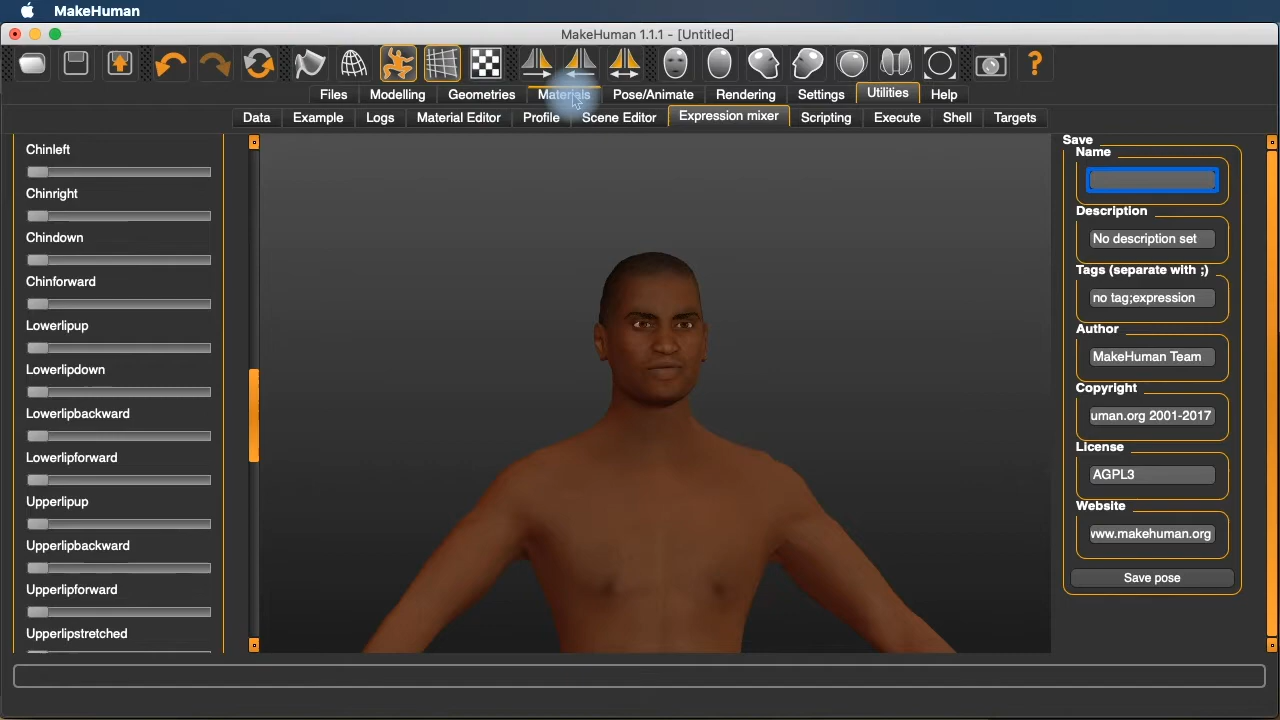 MakeHuman
MakeHuman 1.1.1 - [Untitled]
Files Modelling Geometries Materials Pose/Animate Rendering Settings Utilities Help
Data Example Logs Material Editor Profile Scene Editor Expression mixer Scripting Execute Shell Targets
Chinleft
Chinright
Chindown
Chinforward
Lowerlipup
Lowerlipdown
Lowerlipbackward
Lowerlipforward
Upperlipup
Upperlipbackward
Upperlipforward
Upperlipstretched
Save
Name
Description
No description set
Tags (separate with ;)
no tag;expression
Author
MakeHuman Team
Copyright
uman.org 2001-2017
License
AGPL3
Website
www.makehuman.org
Save pose